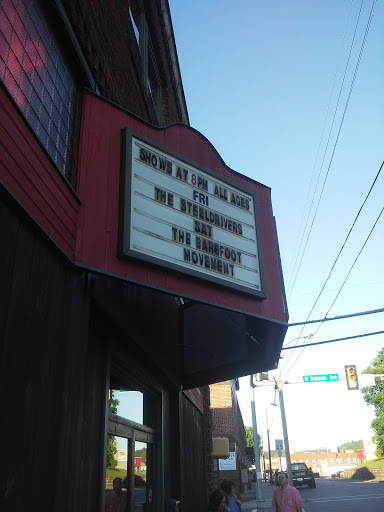 SHOWS AT 8PM ALL AGES
FRI
THE STEELDRIVERS
SAT
THE BAREFOOT
MOVEMENT